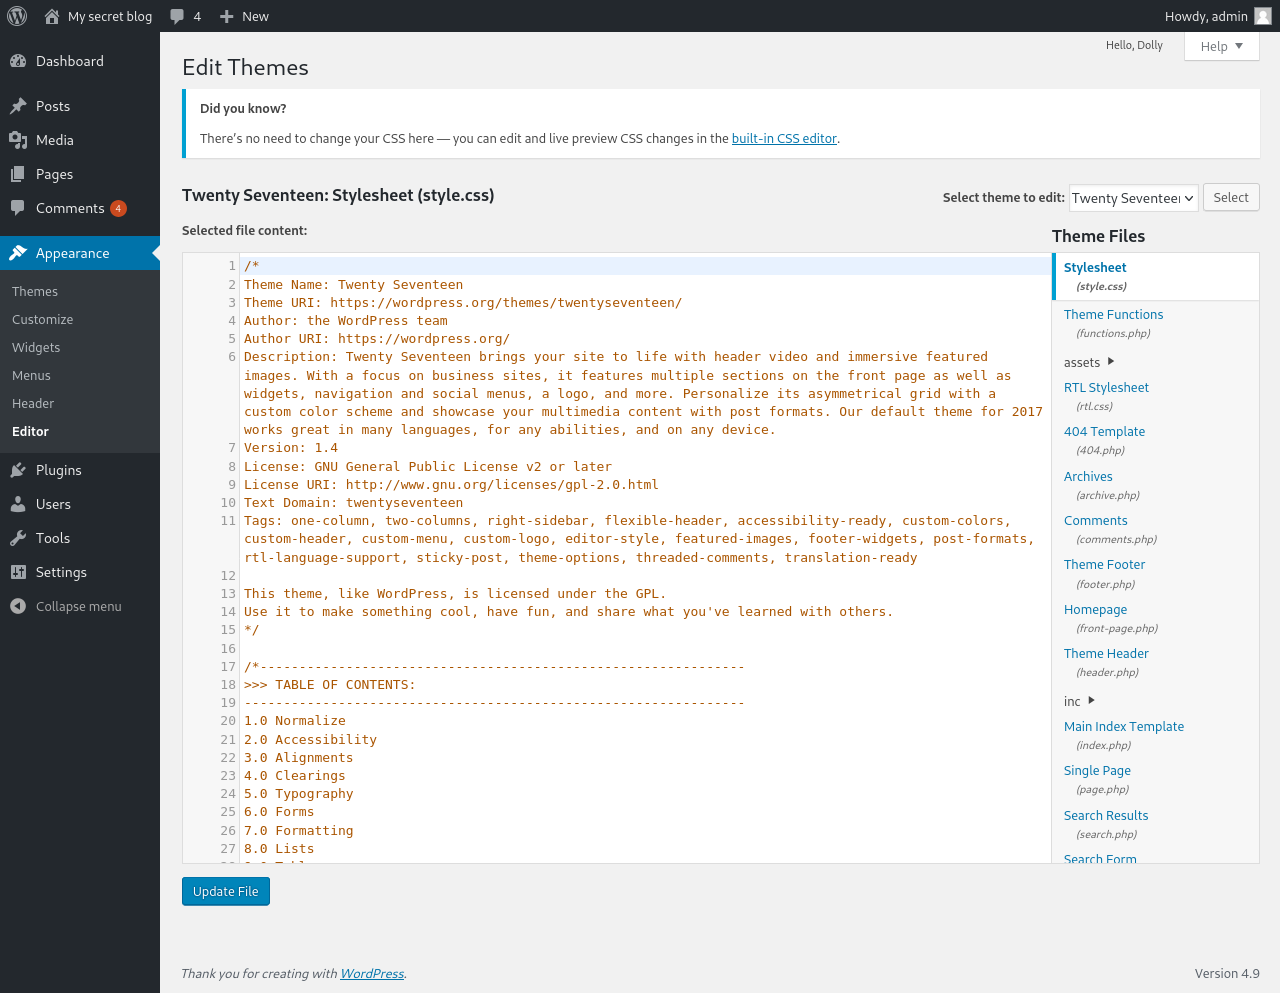 My secret blog 4 New Howdy, admin
Hello, Dolly Help
Dashboard
Posts
Media
Pages
Comments 4
Appearance
Themes
Customize
Widgets
Menus
Header
Editor
Plugins
Users
Tools
Settings
Collapse menu
Edit Themes
Did you know?
There's no need to change your CSS here — you can edit and live preview CSS changes in the built-in CSS editor.
Twenty Seventeen: Stylesheet (style.css)
Select theme to edit: Twenty Seventeen Select
Selected file content:
1 /*
2 Theme Name: Twenty Seventeen
3 Theme URI: https://wordpress.org/themes/twentyseventeen/
4 Author: the WordPress team
5 Author URI: https://wordpress.org/
6 Description: Twenty Seventeen brings your site to life with header video and immersive featured
images. With a focus on business sites, it features multiple sections on the front page as well as
widgets, navigation and social menus, a logo, and more. Personalize its asymmetrical grid with a
custom color scheme and showcase your multimedia content with post formats. Our default theme for 2017
works great in many languages, for any abilities, and on any device.
7 Version: 1.4
8 License: GNU General Public License v2 or later
9 License URI: http://www.gnu.org/licenses/gpl-2.0.html
10 Text Domain: twentyseventeen
11 Tags: one-column, two-columns, right-sidebar, flexible-header, accessibility-ready, custom-colors,
custom-header, custom-menu, custom-logo, editor-style, featured-images, footer-widgets, post-formats,
rtl-language-support, sticky-post, theme-options, threaded-comments, translation-ready
12
13 This theme, like WordPress, is licensed under the GPL.
14 Use it to make something cool, have fun, and share what you've learned with others.
15 */
16
17 /*--------------------------------------------------------------
18 >>> TABLE OF CONTENTS:
19 ----------------------------------------------------------------
20 1.0 Normalize
21 2.0 Accessibility
22 3.0 Alignments
23 4.0 Clearings
24 5.0 Typography
25 6.0 Forms
26 7.0 Formatting
27 8.0 Lists
Theme Files
Stylesheet
(style.css)
Theme Functions
(functions.php)
assets
RTL Stylesheet
(rtl.css)
404 Template
(404.php)
Archives
(archive.php)
Comments
(comments.php)
Theme Footer
(footer.php)
Homepage
(front-page.php)
Theme Header
(header.php)
inc
Main Index Template
(index.php)
Single Page
(page.php)
Search Results
(search.php)
Search Form
Update File
Thank you for creating with WordPress.
Version 4.9